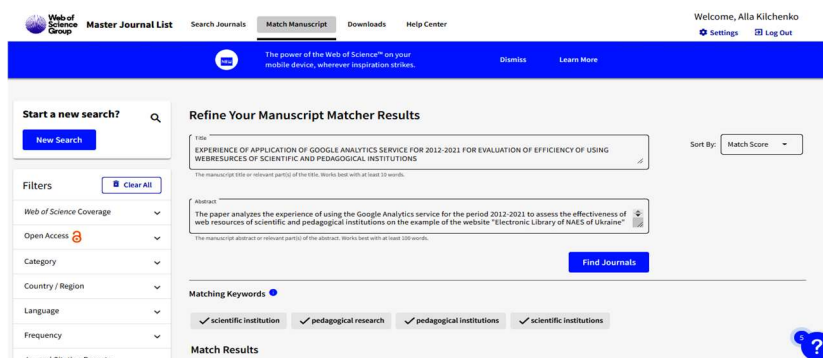 Web of Science Group
Master Journal List
Search Journals
Match Manuscript
Downloads
Help Center
Welcome, Alla Kilchenko
Settings
Log Out
NEW
The power of the Web of Science™ on your
mobile device, wherever inspiration strikes.
Dismiss
Learn More
Start a new search?
New Search
Refine Your Manuscript Matcher Results
Title
EXPERIENCE OF APPLICATION OF GOOGLE ANALYTICS SERVICE FOR 2012-2021 FOR EVALUATION OF EFFICIENCY OF USING
WEBRESURCES OF SCIENTIFIC AND PEDAGOGICAL INSTITUTIONS
The manuscript title or relevant part(s) of the title. Works best with at least 10 words.
Sort By:
Match Score
Filters
Clear All
Web of Science Coverage
Open Access
Category
Country / Region
Language
Frequency
Abstract
The paper analyzes the experience of using the Google Analytics service for the period 2012-2021 to assess the effectiveness of
web resources of scientific and pedagogical institutions on the example of the website "Electronic Library of NAES of Ukraine"
The manuscript abstract or relevant part(s) of the abstract. Works best with at least 100 words.
Find Journals
Matching Keywords
scientific institution
pedagogical research
pedagogical institutions
scientific institutions
Match Results
5
?